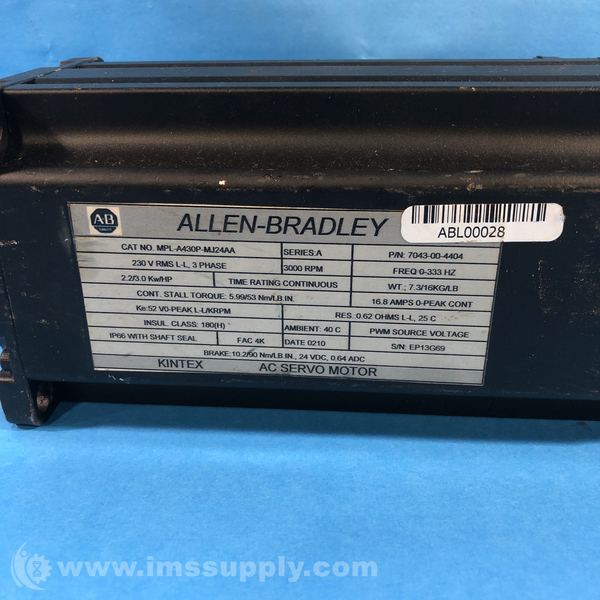 AB
ALLEN-BRADLEY
ABL00028
CAT NO. MPL-A430P-MJ24AA SERIES:A P/N: 7043-00-4404
230 V RMS L-L, 3 PHASE 3000 RPM FREQ 0-333 HZ
2.2/3.0 Kw/HP TIME RATING CONTINUOUS WT.; 7.3/16KG/LB
CONT. STALL TORQUE: 5.99/53 Nm/LB.IN. 16.8 AMPS 0-PEAK CONT
Ke:52 V0-PEAK L-L/KRPM RES.:0.62 OHMS L-L, 25 C
INSUL CLASS: 180(H) AMBIENT: 40 C PWM SOURCE VOLTAGE
IP66 WITH SHAFT SEAL FAC 4K DATE 0210 S/N: EP13G69
BRAKE:10.2/90 Nm/LB.IN., 24 VDC, 0.64 ADC
KINTEX AC SERVO MOTOR
www.imssupply.com